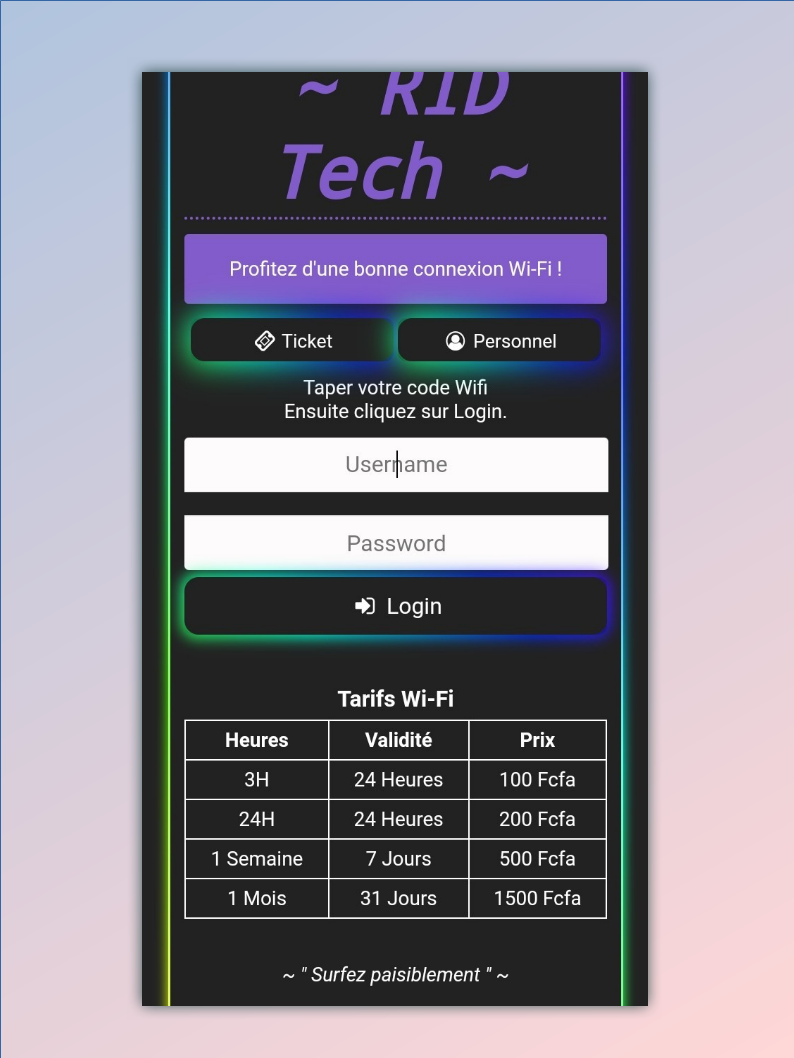 ~ RID
Tech ~
Profitez d'une bonne connexion Wi-Fi !
Ticket
Personnel
Taper votre code Wifi
Ensuite cliquez sur Login.
Username
Password
Login
Tarifs Wi-Fi
Heures Validité Prix
3H 24 Heures 100 Fcfa
24H 24 Heures 200 Fcfa
1 Semaine 7 Jours 500 Fcfa
1 Mois 31 Jours 1500 Fcfa
~ " Surfez paisiblement " ~